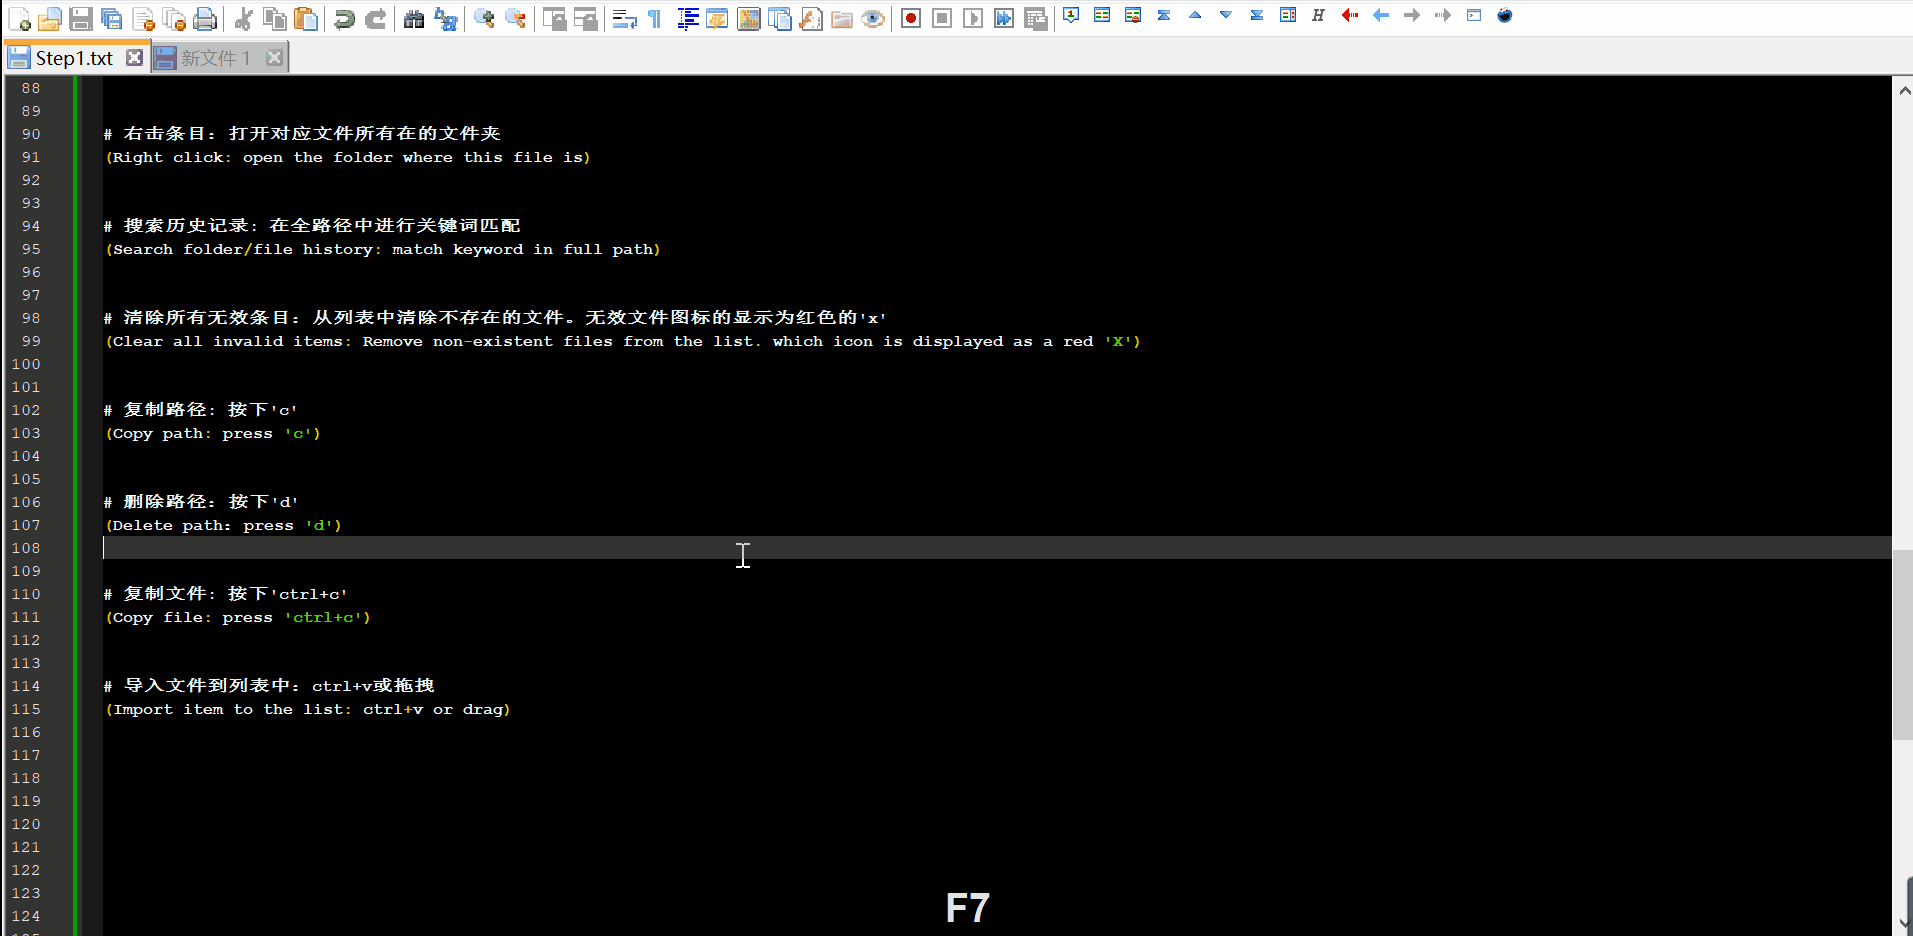 Step1.txt
新文件 1
88
89
90 # 右击条目：打开对应文件所有在的文件夹
91 (Right click: open the folder where this file is)
92
93
94 # 搜索历史记录：在全路径中进行关键词匹配
95 (Search folder/file history: match keyword in full path)
96
97
98 # 清除所有无效条目：从列表中清除不存在的文件。无效文件图标的显示为红色的'x'
99 (Clear all invalid items: Remove non-existent files from the list. which icon is displayed as a red 'X')
100
101
102 # 复制路径：按下'c'
103 (Copy path: press 'c')
104
105
106 # 删除路径：按下'd'
107 (Delete path: press 'd')
108
109
110 # 复制文件：按下'ctrl+c'
111 (Copy file: press 'ctrl+c')
112
113
114 # 导入文件到列表中：ctrl+v或拖拽
115 (Import item to the list: ctrl+v or drag)
116
117
118
119
120
121
122
123
124
F7